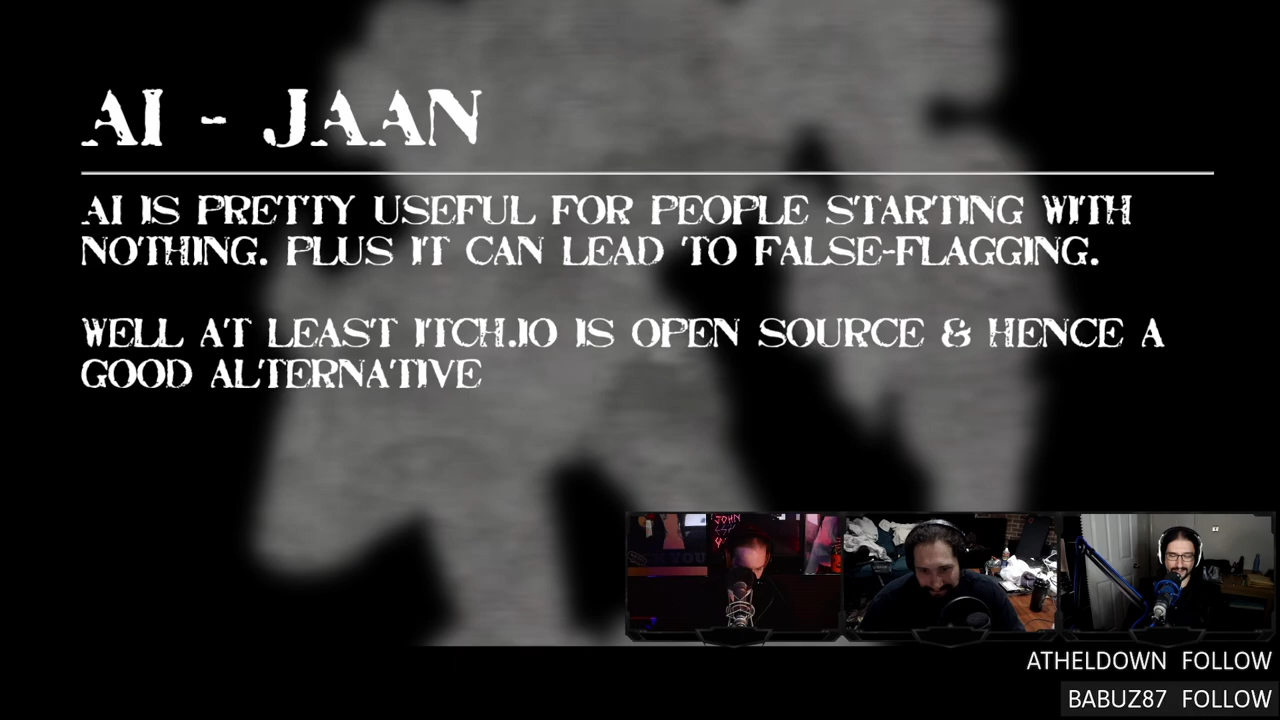 AI - JAAN
AI IS PRETTY USEFUL FOR PEOPLE STARTING WITH
NOTHING. PLUS IT CAN LEAD TO FALSE-FLAGGING.
WELL AT LEAST ITCH.IO IS OPEN SOURCE & HENCE A
GOOD ALTERNATIVE
JOHN
ATHELDOWN FOLLOW
BABUZ87 FOLLOW